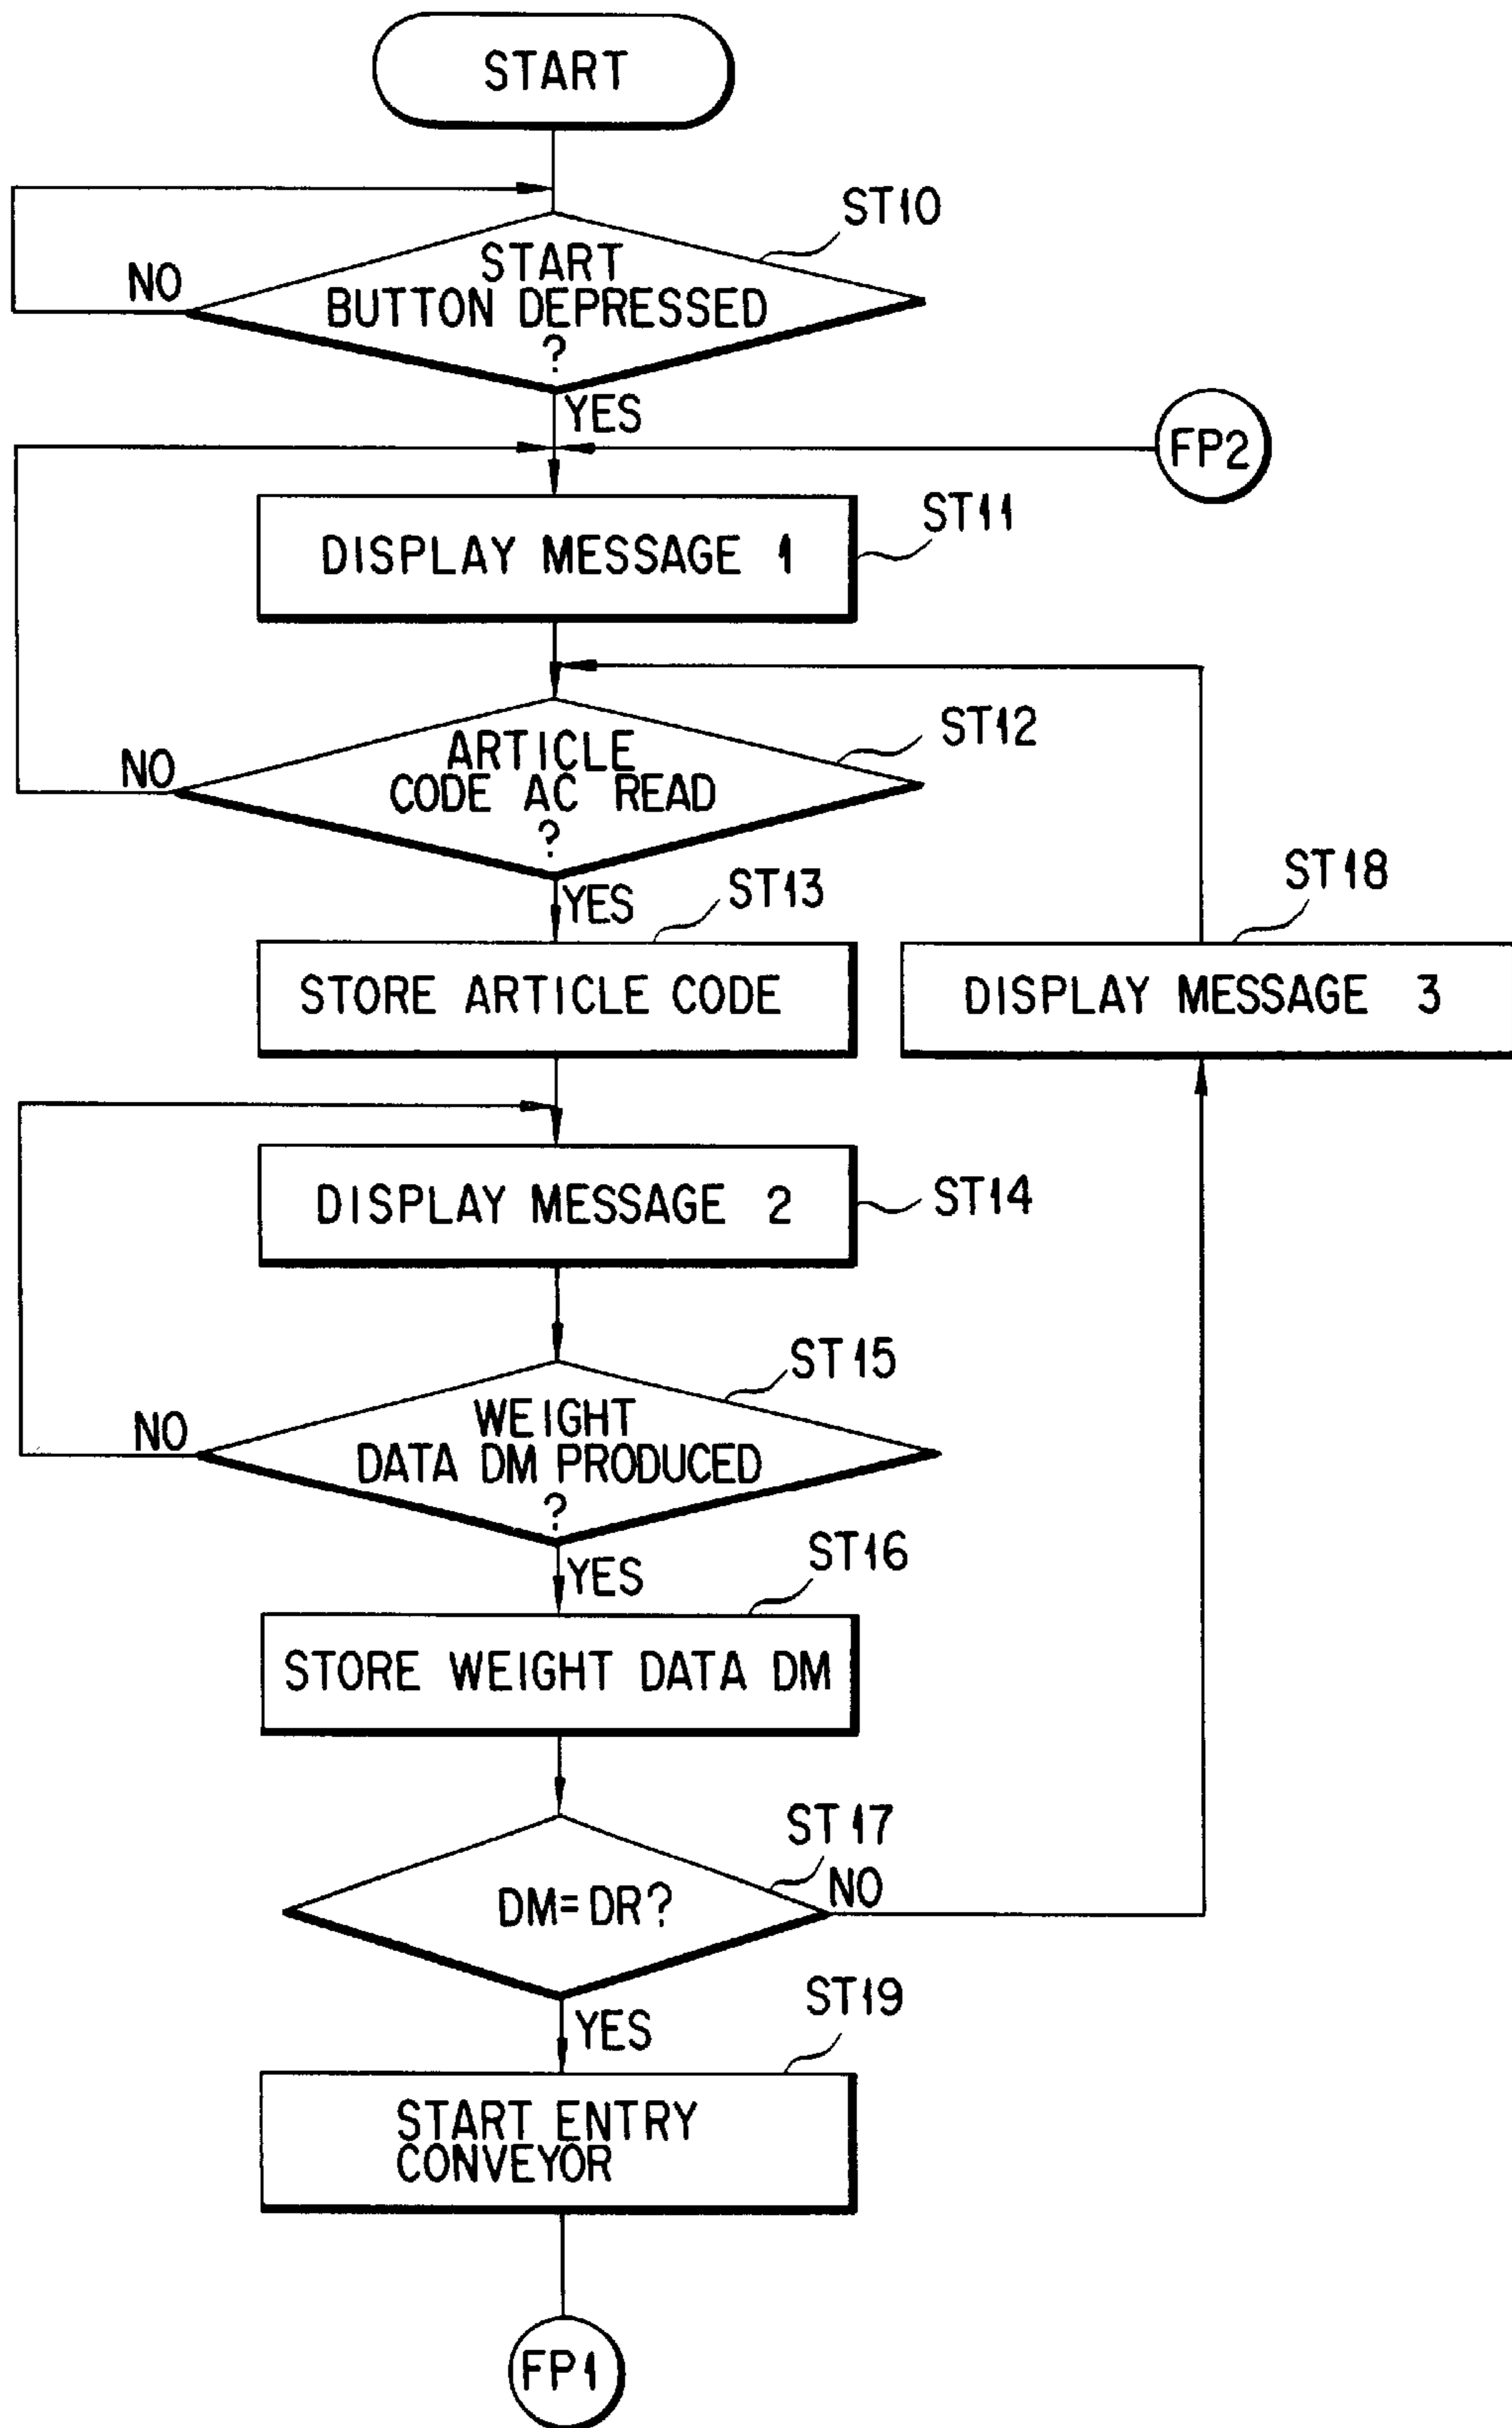 START
ST10
START
BUTTON DEPRESSED
?
NO
YES
FP2
ST11
DISPLAY MESSAGE 1
ST12
ARTICLE
CODE AC READ
?
NO
YES
ST13
STORE ARTICLE CODE
ST18
DISPLAY MESSAGE 3
DISPLAY MESSAGE 2
ST14
ST15
WEIGHT
DATA DM PRODUCED
?
NO
YES
ST16
STORE WEIGHT DATA DM
ST17
DM=DR?
NO
YES
ST19
START ENTRY
CONVEYOR
FP1